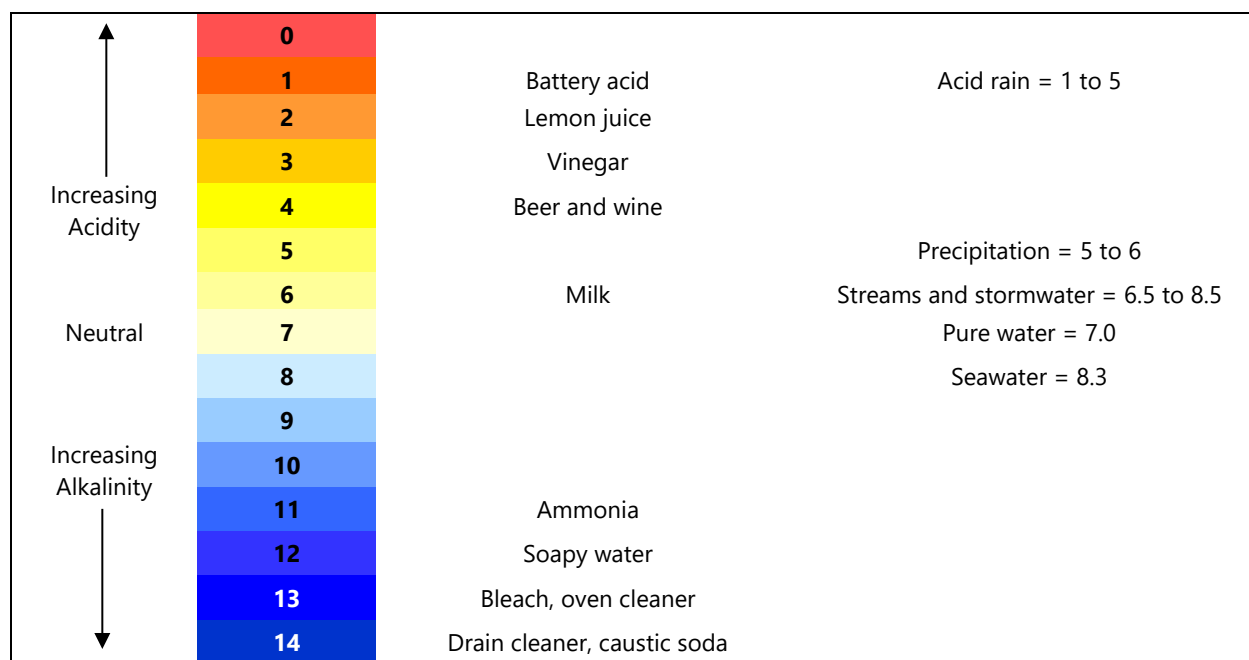 0
1 Battery acid Acid rain = 1 to 5
2 Lemon juice
3 Vinegar
Increasing
Acidity
4 Beer and wine
5 Precipitation = 5 to 6
6 Milk Streams and stormwater = 6.5 to 8.5
Neutral 7 Pure water = 7.0
8 Seawater = 8.3
9
Increasing
Alkalinity
10
11 Ammonia
12 Soapy water
13 Bleach, oven cleaner
14 Drain cleaner, caustic soda